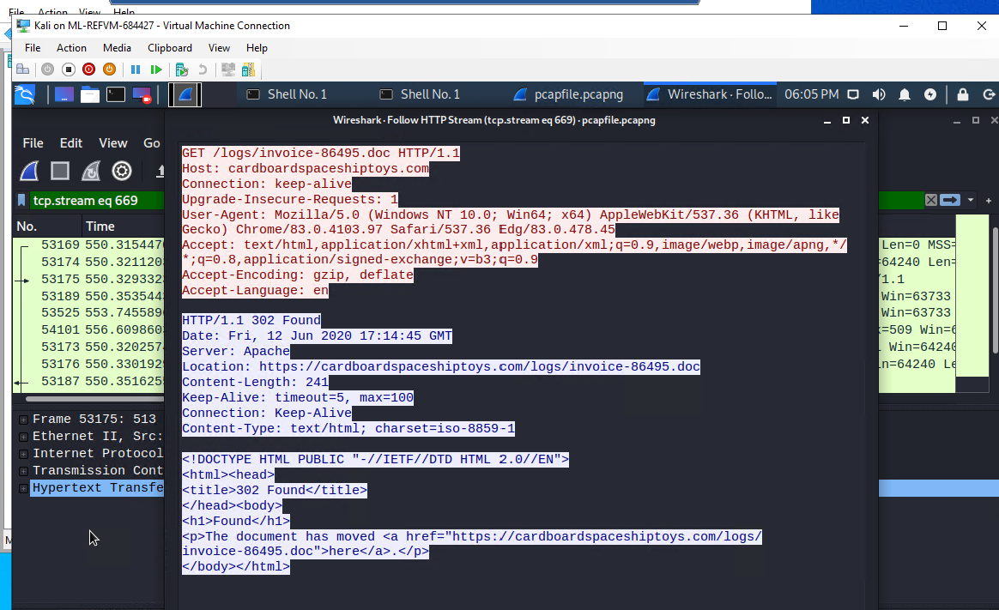 File Action View Help
Kali on ML-REFVM-684427 - Virtual Machine Connection
File Action Media Clipboard View Help
Shell No. 1
Shell No. 1
pcapfile.pcapng
Wireshark · Follo...
06:05 PM
Wireshark · Follow HTTP Stream (tcp.stream eq 669) · pcapfile.pcapng
File Edit View Go
tcp.stream eq 669
No. Time
53169 550.3154470
53174 550.321120
53175 550.329332
53189 550.353544
53525 553.745589
54101 556.609860
53173 550.320257
53176 550.330192
53187 550.351625
Len=0 MSS=
=64240 Len=
/1.1
Win=63733
Win=63733
=509 Win=6
Win=64240
n=64240 Le
Frame 53175: 513
Ethernet II, Src:
Internet Protocol
Transmission Cont
Hypertext Transfe
GET /logs/invoice-86495.doc HTTP/1.1
Host: cardboardspaceshiptoys.com
Connection: keep-alive
Upgrade-Insecure-Requests: 1
User-Agent: Mozilla/5.0 (Windows NT 10.0; Win64; x64) AppleWebKit/537.36 (KHTML, like
Gecko) Chrome/83.0.4103.97 Safari/537.36 Edg/83.0.478.45
Accept: text/html,application/xhtml+xml,application/xml;q=0.9,image/webp,image/apng,*/
*;q=0.8,application/signed-exchange;v=b3;q=0.9
Accept-Encoding: gzip, deflate
Accept-Language: en
HTTP/1.1 302 Found
Date: Fri, 12 Jun 2020 17:14:45 GMT
Server: Apache
Location: https://cardboardspaceshiptoys.com/logs/invoice-86495.doc
Content-Length: 241
Keep-Alive: timeout=5, max=100
Connection: Keep-Alive
Content-Type: text/html; charset=iso-8859-1
<!DOCTYPE HTML PUBLIC "-//IETF//DTD HTML 2.0//EN">
<html><head>
<title>302 Found</title>
</head><body>
<h1>Found</h1>
<p>The document has moved <a href="https://cardboardspaceshiptoys.com/logs/
invoice-86495.doc">here</a>.</p>
</body></html>